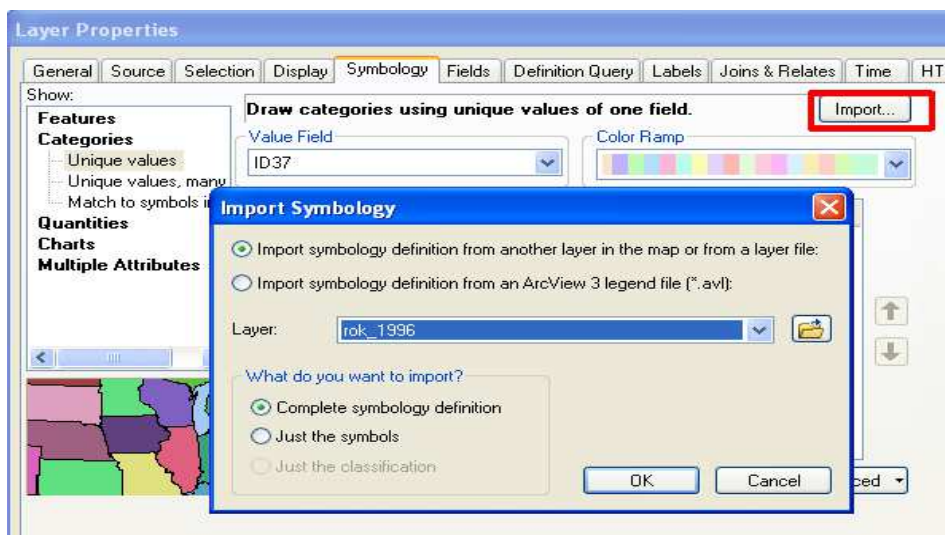 Layer Properties
General Source Selection Display Symbology Fields Definition Query Labels Joins & Relates Time
Show:
Features
Categories
Unique values
Unique values, many
Match to symbols
Quantities
Charts
Multiple Attributes
Draw categories using unique values of one field.
Import...
Value Field
ID37
Color Ramp
Import Symbology
Import symbology definition from another layer in the map or from a layer file:
Import symbology definition from an ArcView 3 legend file (*.avl):
Layer:
rok_1996
What do you want to import?
Complete symbology definition
Just the symbols
Just the classification
OK
Cancel